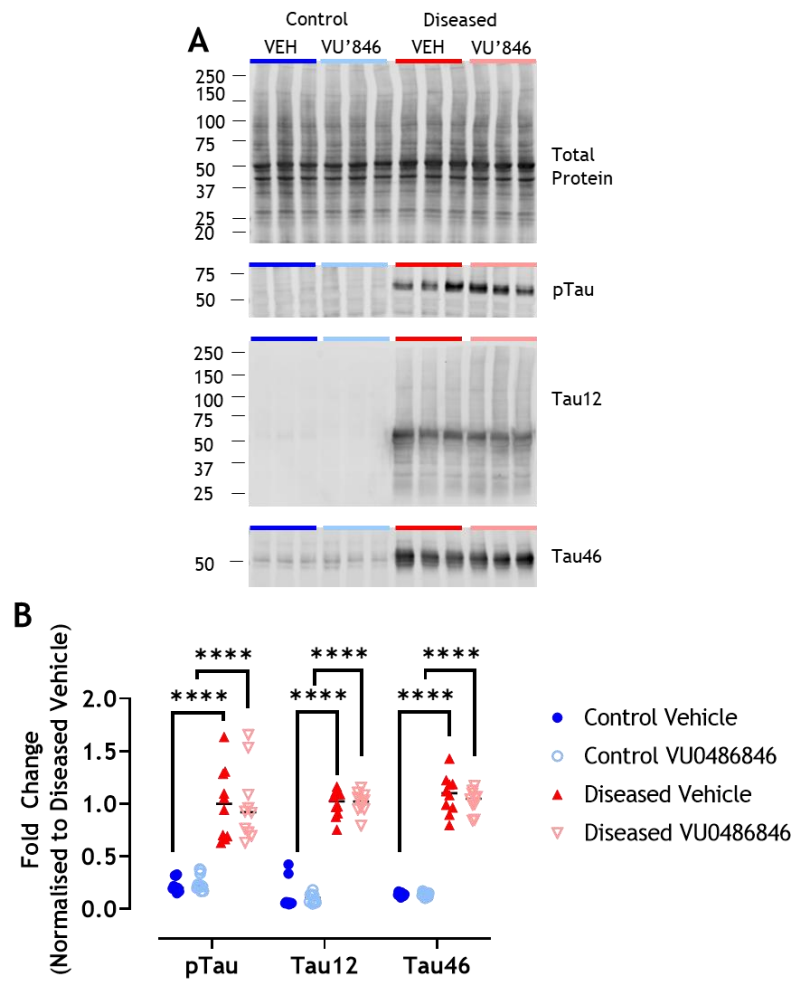 A
Control Diseased
VEH VU’846 VEH VU’846
250
150
100
75
50
37
25
20
Total
Protein
75
50
pTau
250
150
100
75
50
37
25
Tau12
50
Tau46
B
Fold Change
(Normalised to Diseased Vehicle)
2.0
1.5
1.0
0.5
0.0
**** **** ****
**** **** ****
pTau Tau12 Tau46
Control Vehicle
Control VU0486846
Diseased Vehicle
Diseased VU0486846